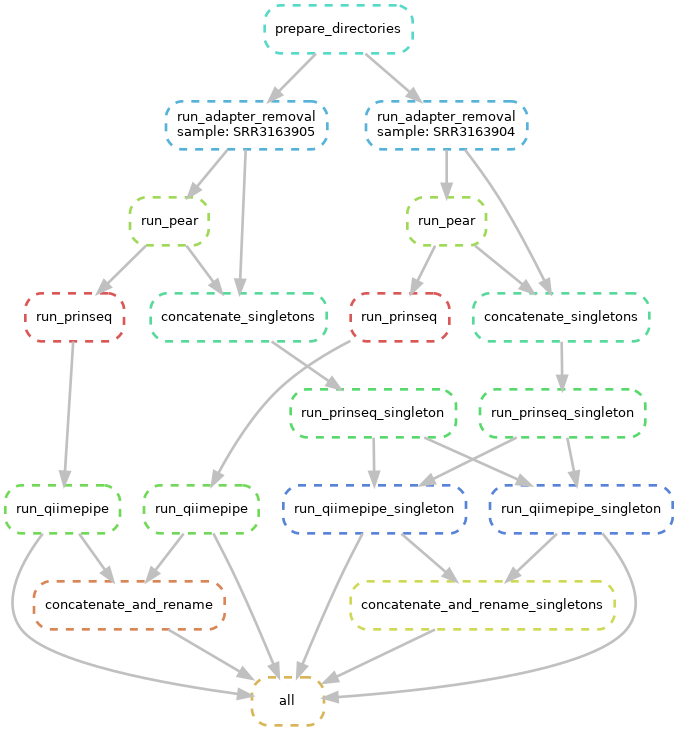 prepare_directories
run_adapter_removal
sample: SRR3163905
run_adapter_removal
sample: SRR3163904
run_pear
run_pear
run_prinseq
concatenate_singletons
run_prinseq
concatenate_singletons
run_prinseq_singleton
run_prinseq_singleton
run_qiimepipe
run_qiimepipe
run_qiimepipe_singleton
run_qiimepipe_singleton
concatenate_and_rename
concatenate_and_rename_singletons
all